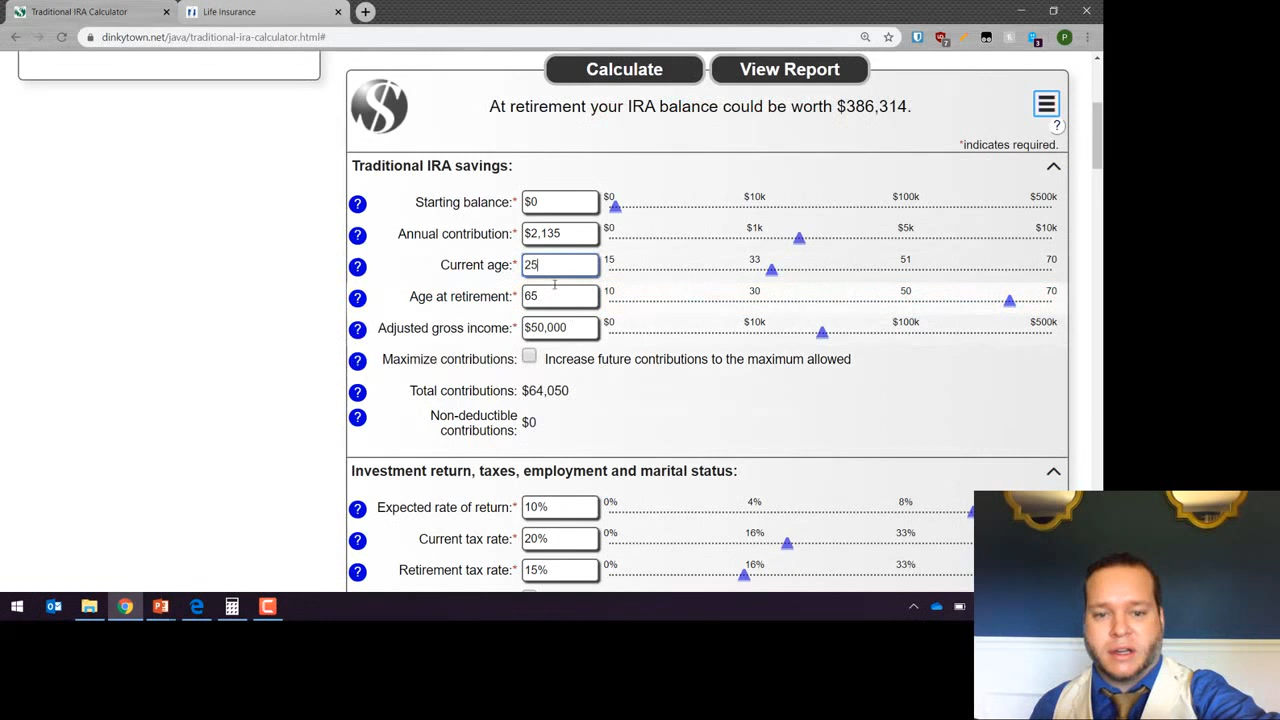 Traditional IRA Calculator
Life Insurance
dinkytown.net/java/traditional-ira-calculator.html#
7
3
P
Calculate
View Report
$
At retirement your IRA balance could be worth $386,314.
?
*indicates required.
Traditional IRA savings:
? Starting balance:* $0 $0 $10k $100k $500k
? Annual contribution:* $2,135 $0 $1k $5k $10k
? Current age:* 25 15 33 51 70
? Age at retirement:* 65 10 30 50 70
? Adjusted gross income:* $50,000 $0 $10k $100k $500k
? Maximize contributions: Increase future contributions to the maximum allowed
? Total contributions: $64,050
? Non-deductible
contributions: $0
Investment return, taxes, employment and marital status:
? Expected rate of return:* 10% 0% 4% 8%
? Current tax rate:* 20% 0% 16% 33%
? Retirement tax rate:* 15% 0% 16% 33%